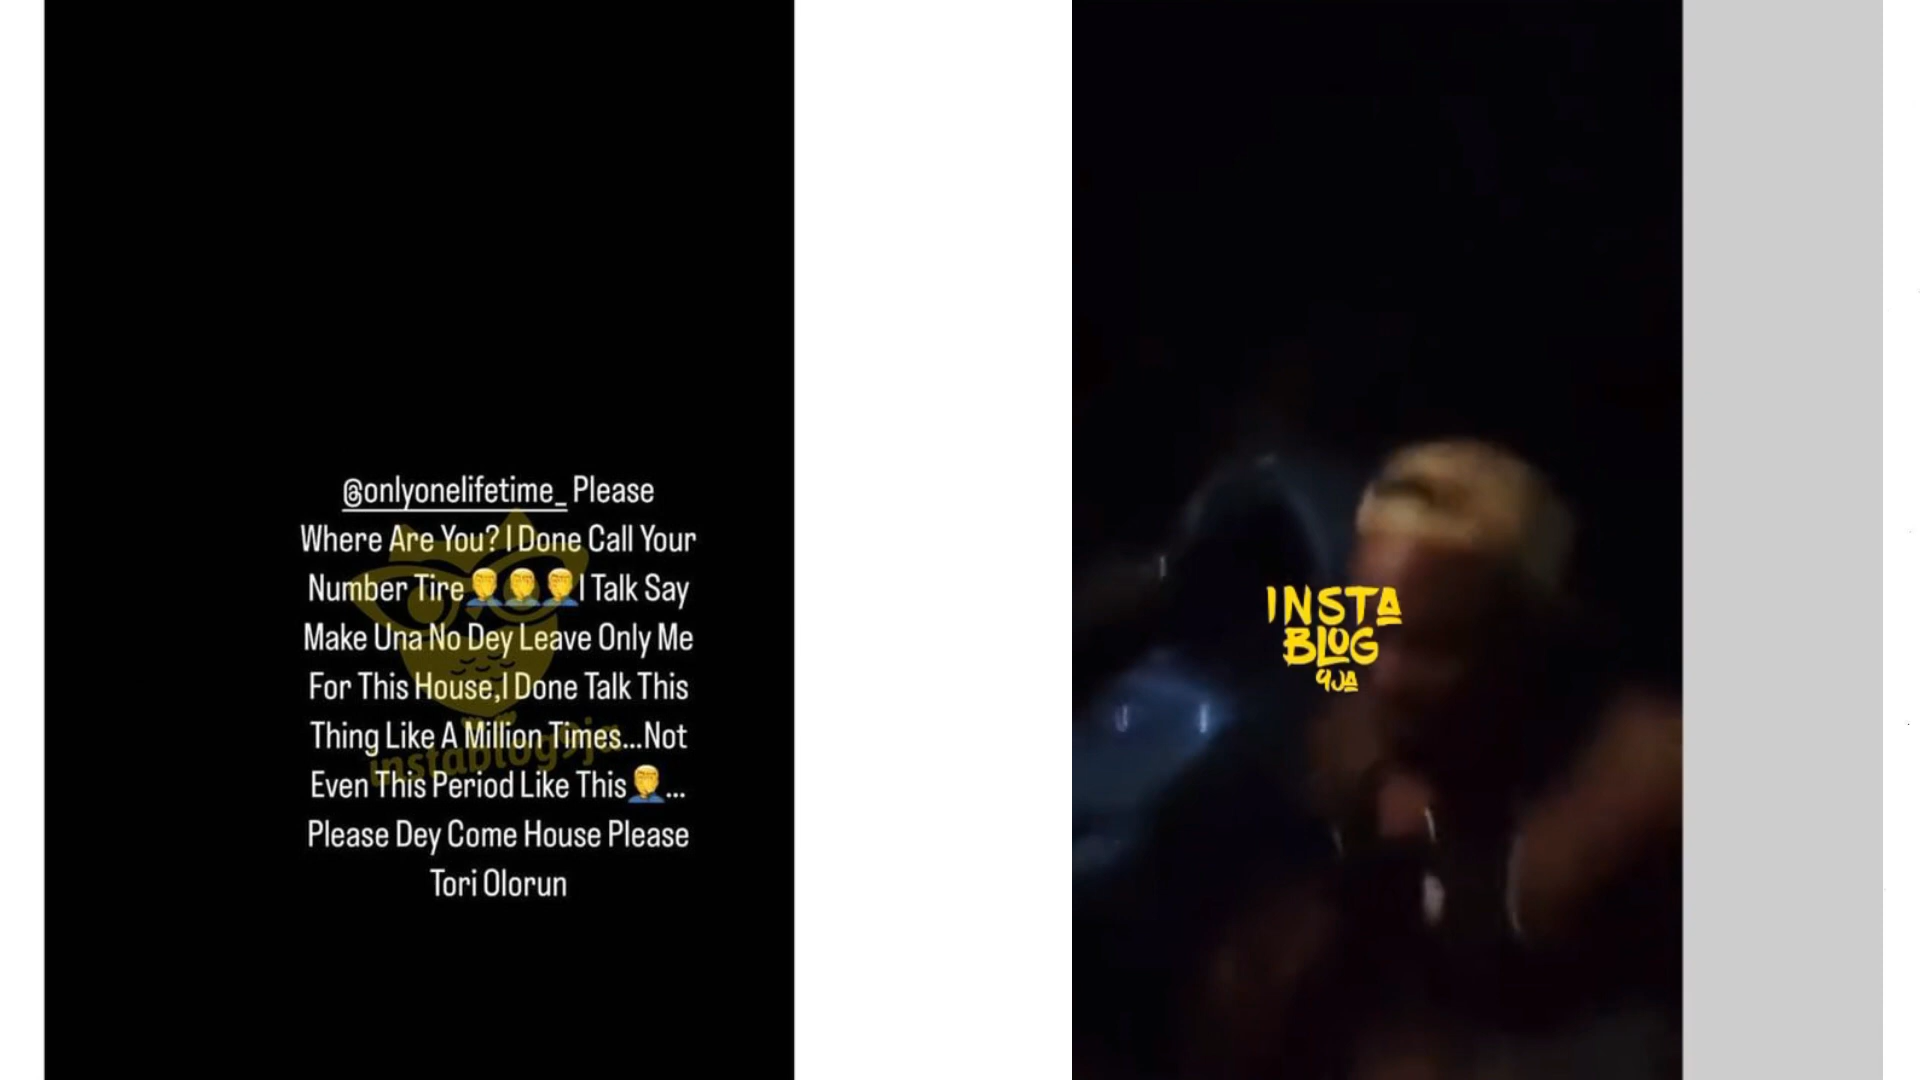 @onlyonelifetime_ Please
Where Are You? I Done Call Your
Number Tire🤦‍♂️🤦‍♂️🤦‍♂️I Talk Say
Make Una No Dey Leave Only Me
For This House,I Done Talk This
Thing Like A Million Times...Not
Even This Period Like This🤦‍♂️...
Please Dey Come House Please
Tori Olorun
instablog9ja
INSTA
BLOG
9JA